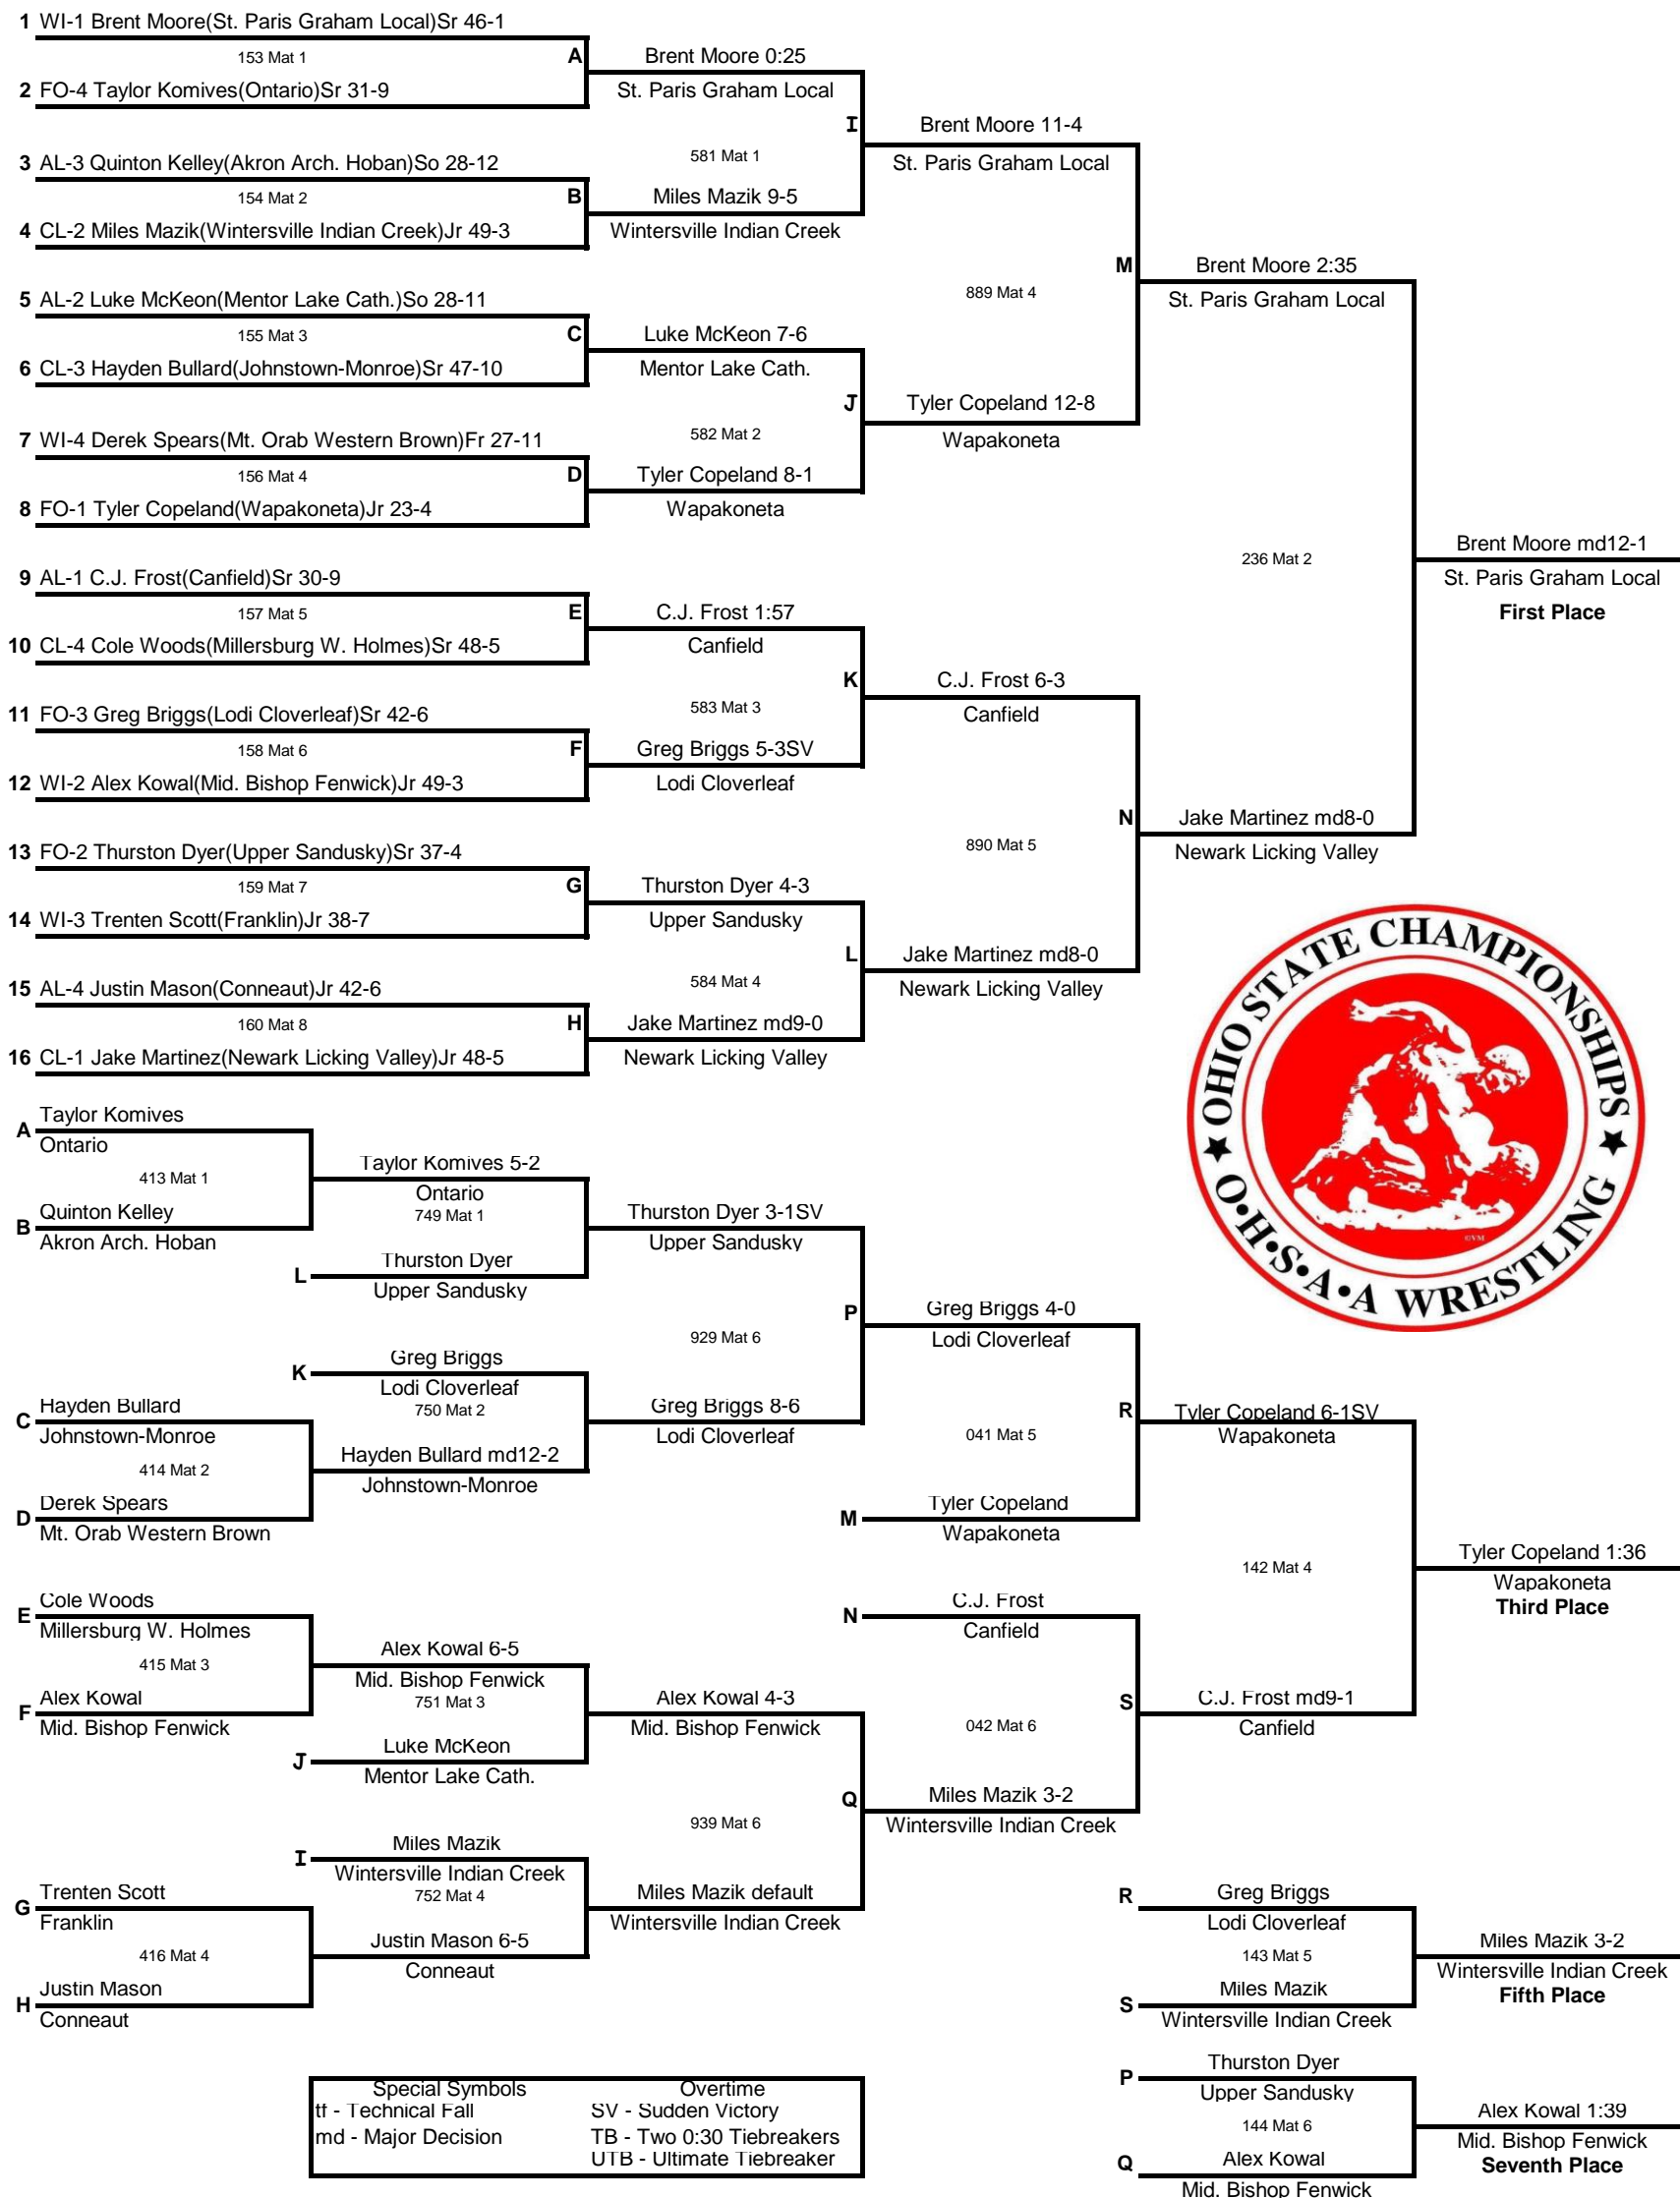 1 WI-1 Brent Moore(St. Paris Graham Local)Sr 46-1
153 Mat 1
A
2 FO-4 Taylor Komives(Ontario)Sr 31-9
Brent Moore 0:25
St. Paris Graham Local
3 AL-3 Quinton Kelley(Akron Arch. Hoban)So 28-12
154 Mat 2
B
4 CL-2 Miles Mazik(Wintersville Indian Creek)Jr 49-3
I
581 Mat 1
Miles Mazik 9-5
Wintersville Indian Creek
Brent Moore 11-4
St. Paris Graham Local
5 AL-2 Luke McKeon(Mentor Lake Cath.)So 28-11
155 Mat 3
C
6 CL-3 Hayden Bullard(Johnstown-Monroe)Sr 47-10
Luke McKeon 7-6
Mentor Lake Cath.
7 WI-4 Derek Spears(Mt. Orab Western Brown)Fr 27-11
156 Mat 4
D
8 FO-1 Tyler Copeland(Wapakoneta)Jr 23-4
J
582 Mat 2
Tyler Copeland 8-1
Wapakoneta
Tyler Copeland 12-8
Wapakoneta
M
889 Mat 4
Brent Moore 2:35
St. Paris Graham Local
9 AL-1 C.J. Frost(Canfield)Sr 30-9
157 Mat 5
E
10 CL-4 Cole Woods(Millersburg W. Holmes)Sr 48-5
C.J. Frost 1:57
Canfield
11 FO-3 Greg Briggs(Lodi Cloverleaf)Sr 42-6
158 Mat 6
F
12 WI-2 Alex Kowal(Mid. Bishop Fenwick)Jr 49-3
K
583 Mat 3
Greg Briggs 5-3SV
Lodi Cloverleaf
C.J. Frost 6-3
Canfield
13 FO-2 Thurston Dyer(Upper Sandusky)Sr 37-4
159 Mat 7
G
14 WI-3 Trenten Scott(Franklin)Jr 38-7
Thurston Dyer 4-3
Upper Sandusky
15 AL-4 Justin Mason(Conneaut)Jr 42-6
160 Mat 8
H
16 CL-1 Jake Martinez(Newark Licking Valley)Jr 48-5
L
584 Mat 4
Jake Martinez md9-0
Newark Licking Valley
Jake Martinez md8-0
Newark Licking Valley
N
890 Mat 5
Jake Martinez md8-0
Newark Licking Valley
236 Mat 2
Brent Moore md12-1
St. Paris Graham Local
First Place
★ OHIO STATE CHAMPIONSHIPS ★
O•H•S•A•A WRESTLING
©VM
A
Taylor Komives
Ontario
413 Mat 1
B
Quinton Kelley
Akron Arch. Hoban
Taylor Komives 5-2
Ontario
749 Mat 1
L
Thurston Dyer
Upper Sandusky
Thurston Dyer 3-1SV
Upper Sandusky
K
Greg Briggs
Lodi Cloverleaf
750 Mat 2
C
Hayden Bullard
Johnstown-Monroe
414 Mat 2
D
Derek Spears
Mt. Orab Western Brown
Hayden Bullard md12-2
Johnstown-Monroe
P
929 Mat 6
Greg Briggs 8-6
Lodi Cloverleaf
Greg Briggs 4-0
Lodi Cloverleaf
R
041 Mat 5
M
Tyler Copeland
Wapakoneta
Tyler Copeland 6-1SV
Wapakoneta
E
Cole Woods
Millersburg W. Holmes
415 Mat 3
F
Alex Kowal
Mid. Bishop Fenwick
Alex Kowal 6-5
Mid. Bishop Fenwick
751 Mat 3
J
Luke McKeon
Mentor Lake Cath.
Alex Kowal 4-3
Mid. Bishop Fenwick
I
Miles Mazik
Wintersville Indian Creek
752 Mat 4
G
Trenten Scott
Franklin
416 Mat 4
H
Justin Mason
Conneaut
Justin Mason 6-5
Conneaut
Q
939 Mat 6
Miles Mazik default
Wintersville Indian Creek
N
C.J. Frost
Canfield
S
042 Mat 6
Miles Mazik 3-2
Wintersville Indian Creek
C.J. Frost md9-1
Canfield
142 Mat 4
Tyler Copeland 1:36
Wapakoneta
Third Place
R
Greg Briggs
Lodi Cloverleaf
143 Mat 5
S
Miles Mazik
Wintersville Indian Creek
Miles Mazik 3-2
Wintersville Indian Creek
Fifth Place
P
Thurston Dyer
Upper Sandusky
144 Mat 6
Q
Alex Kowal
Mid. Bishop Fenwick
Alex Kowal 1:39
Mid. Bishop Fenwick
Seventh Place
Special Symbols Overtime
tf - Technical Fall SV - Sudden Victory
md - Major Decision TB - Two 0:30 Tiebreakers
UTB - Ultimate Tiebreaker